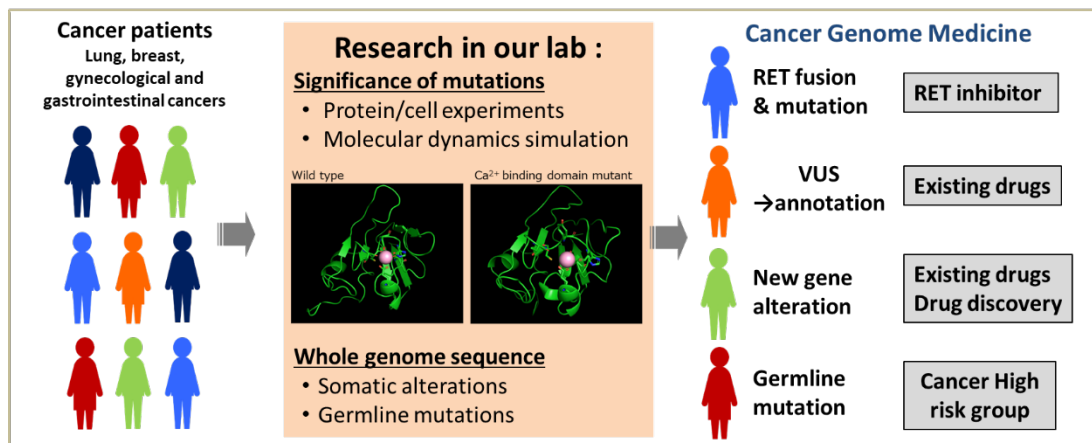 Cancer patients
Lung, breast,
gynecological and
gastrointestinal cancers
Research in our lab :
Significance of mutations
• Protein/cell experiments
• Molecular dynamics simulation
Wild type
Ca²⁺ binding domain mutant
Whole genome sequence
• Somatic alterations
• Germline mutations
Cancer Genome Medicine
RET fusion
& mutation
RET inhibitor
VUS
→annotation
Existing drugs
New gene
alteration
Existing drugs
Drug discovery
Germline
mutation
Cancer High
risk group